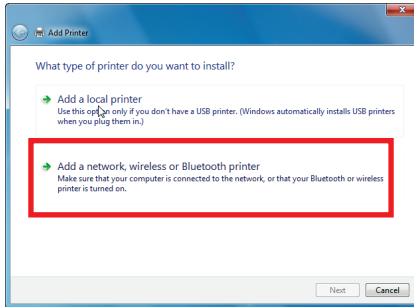 Add Printer
What type of printer do you want to install?
Add a local printer
Use this option only if you don't have a USB printer. (Windows automatically installs USB printers
when you plug them in.)
Add a network, wireless or Bluetooth printer
Make sure that your computer is connected to the network, or that your Bluetooth or wireless
printer is turned on.
Next Cancel